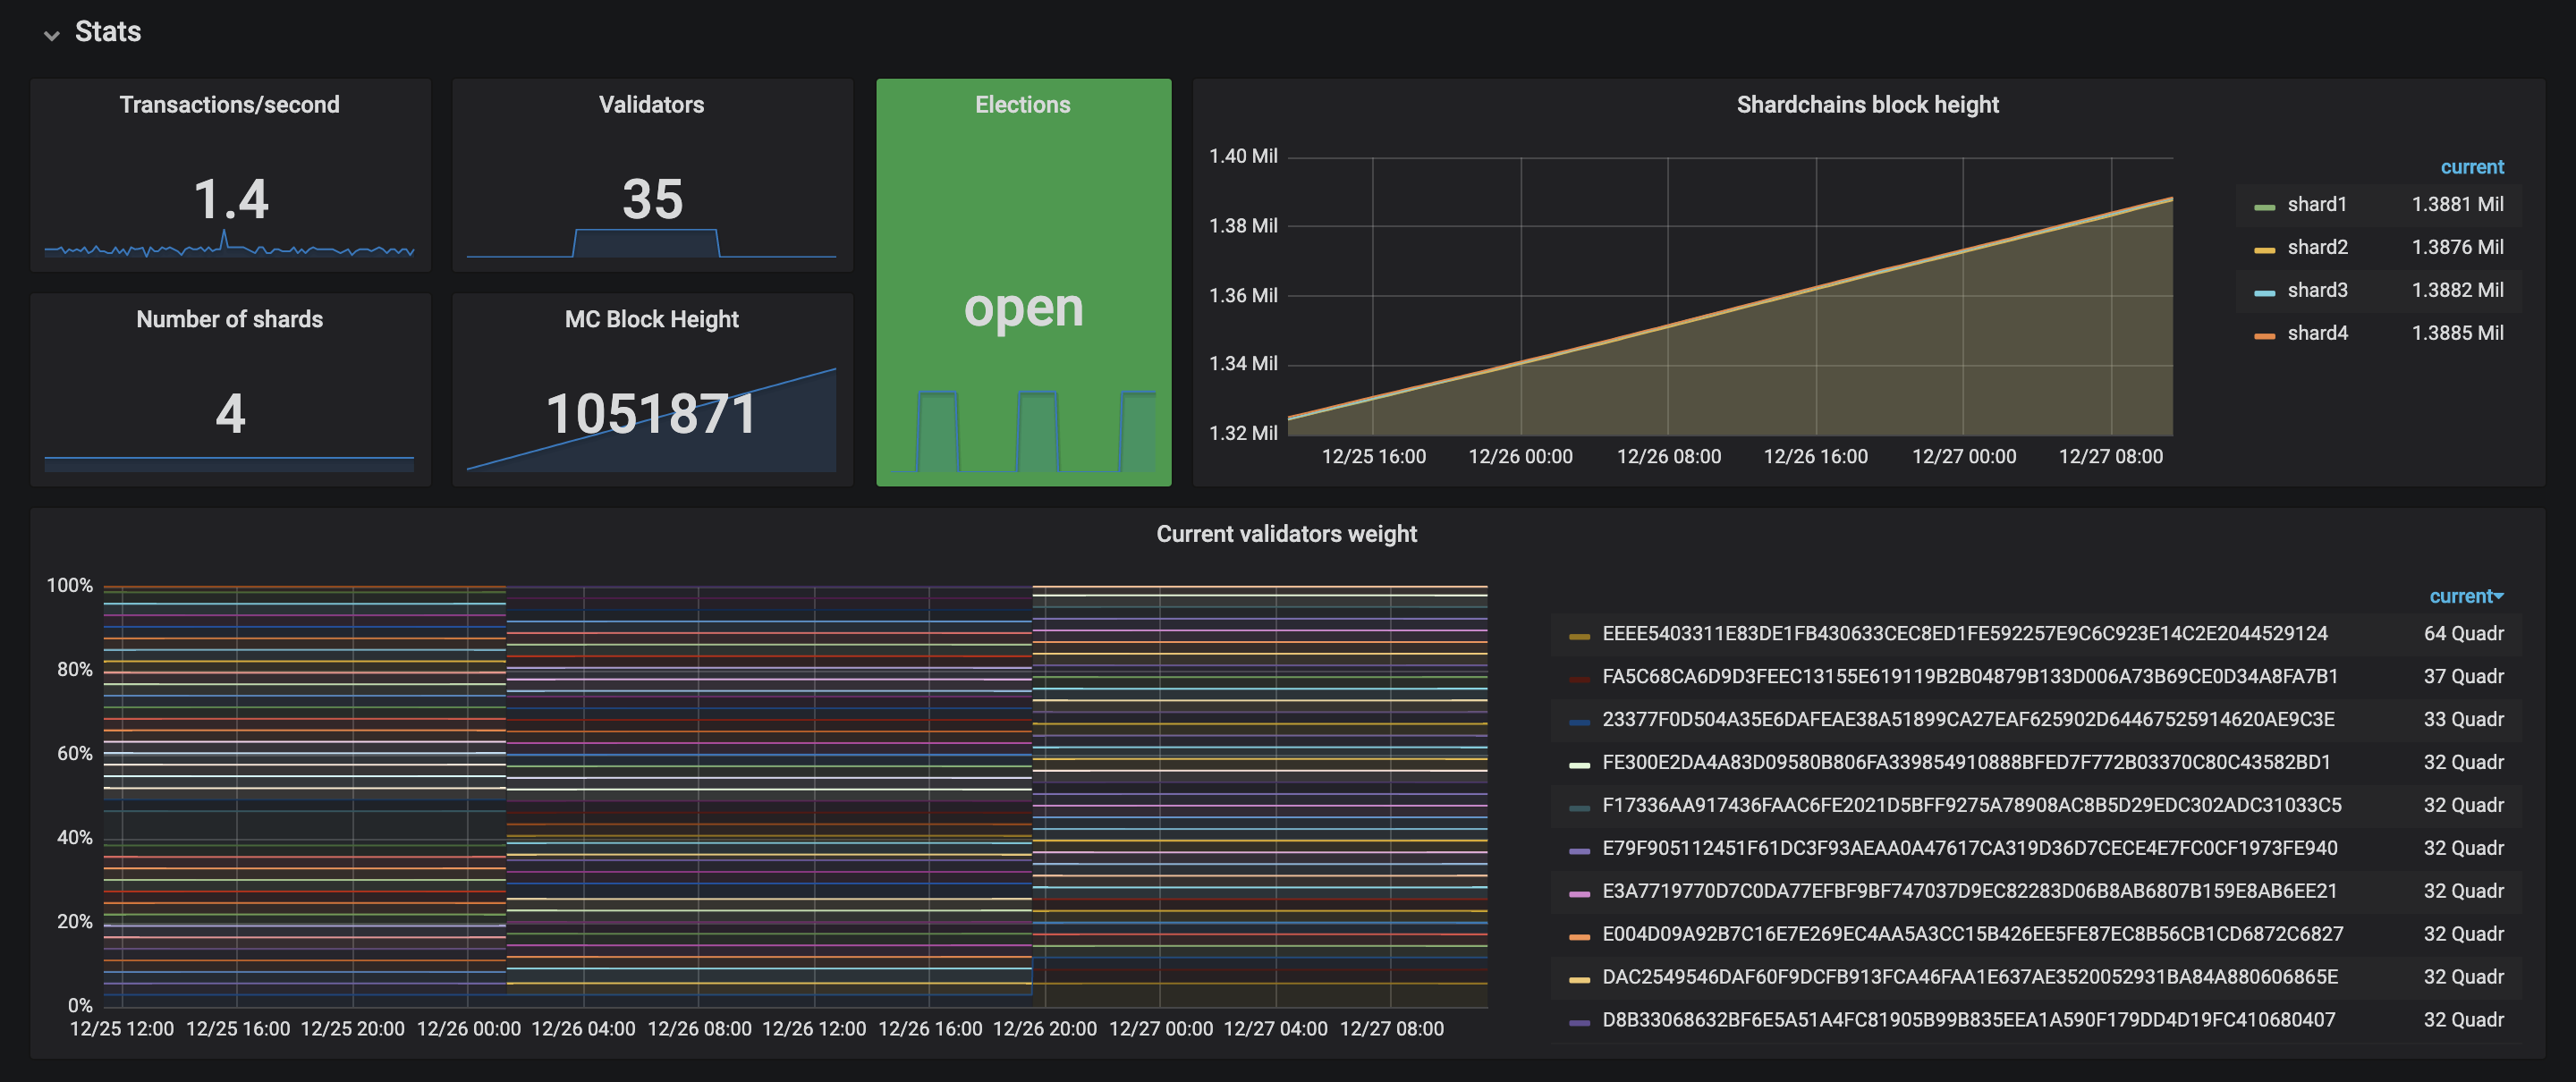 Stats
Transactions/second
1.4
Validators
35
Number of shards
4
MC Block Height
1051871
Elections
open
Shardchains block height
1.40 Mil
1.38 Mil
1.36 Mil
1.34 Mil
1.32 Mil
12/25 16:00 12/26 00:00 12/26 08:00 12/26 16:00 12/27 00:00 12/27 08:00
current
shard1 1.3881 Mil
shard2 1.3876 Mil
shard3 1.3882 Mil
shard4 1.3885 Mil
Current validators weight
100%
80%
60%
40%
20%
0%
12/25 12:00 12/25 16:00 12/25 20:00 12/26 00:00 12/26 04:00 12/26 08:00 12/26 12:00 12/26 16:00 12/26 20:00 12/27 00:00 12/27 04:00 12/27 08:00
current
EEEE5403311E83DE1FB430633CEC8ED1FE592257E9C6C923E14C2E2044529124 64 Quadr
FA5C68CA6D9D3FEEC13155E619119B2B04879B133D006A73B69CE0D34A8FA7B1 37 Quadr
23377F0D504A35E6DAFEAE38A51899CA27EAF625902D64467525914620AE9C3E 33 Quadr
FE300E2DA4A83D09580B806FA339854910888BFED7F772B03370C80C43582BD1 32 Quadr
F17336AA917436FAAC6FE2021D5BFF9275A78908AC8B5D29EDC302ADC31033C5 32 Quadr
E79F905112451F61DC3F93AEAA0A47617CA319D36D7CECE4E7FC0CF1973FE940 32 Quadr
E3A7719770D7C0DA77EFBF9BF747037D9EC82283D06B8AB6807B159E8AB6EE21 32 Quadr
E004D09A92B7C16E7E269EC4AA5A3CC15B426EE5FE87EC8B56CB1CD6872C6827 32 Quadr
DAC2549546DAF60F9DCFB913FCA46FAA1E637AE3520052931BA84A880606865E 32 Quadr
D8B33068632BF6E5A51A4FC81905B99B835EEA1A590F179DD4D19FC410680407 32 Quadr